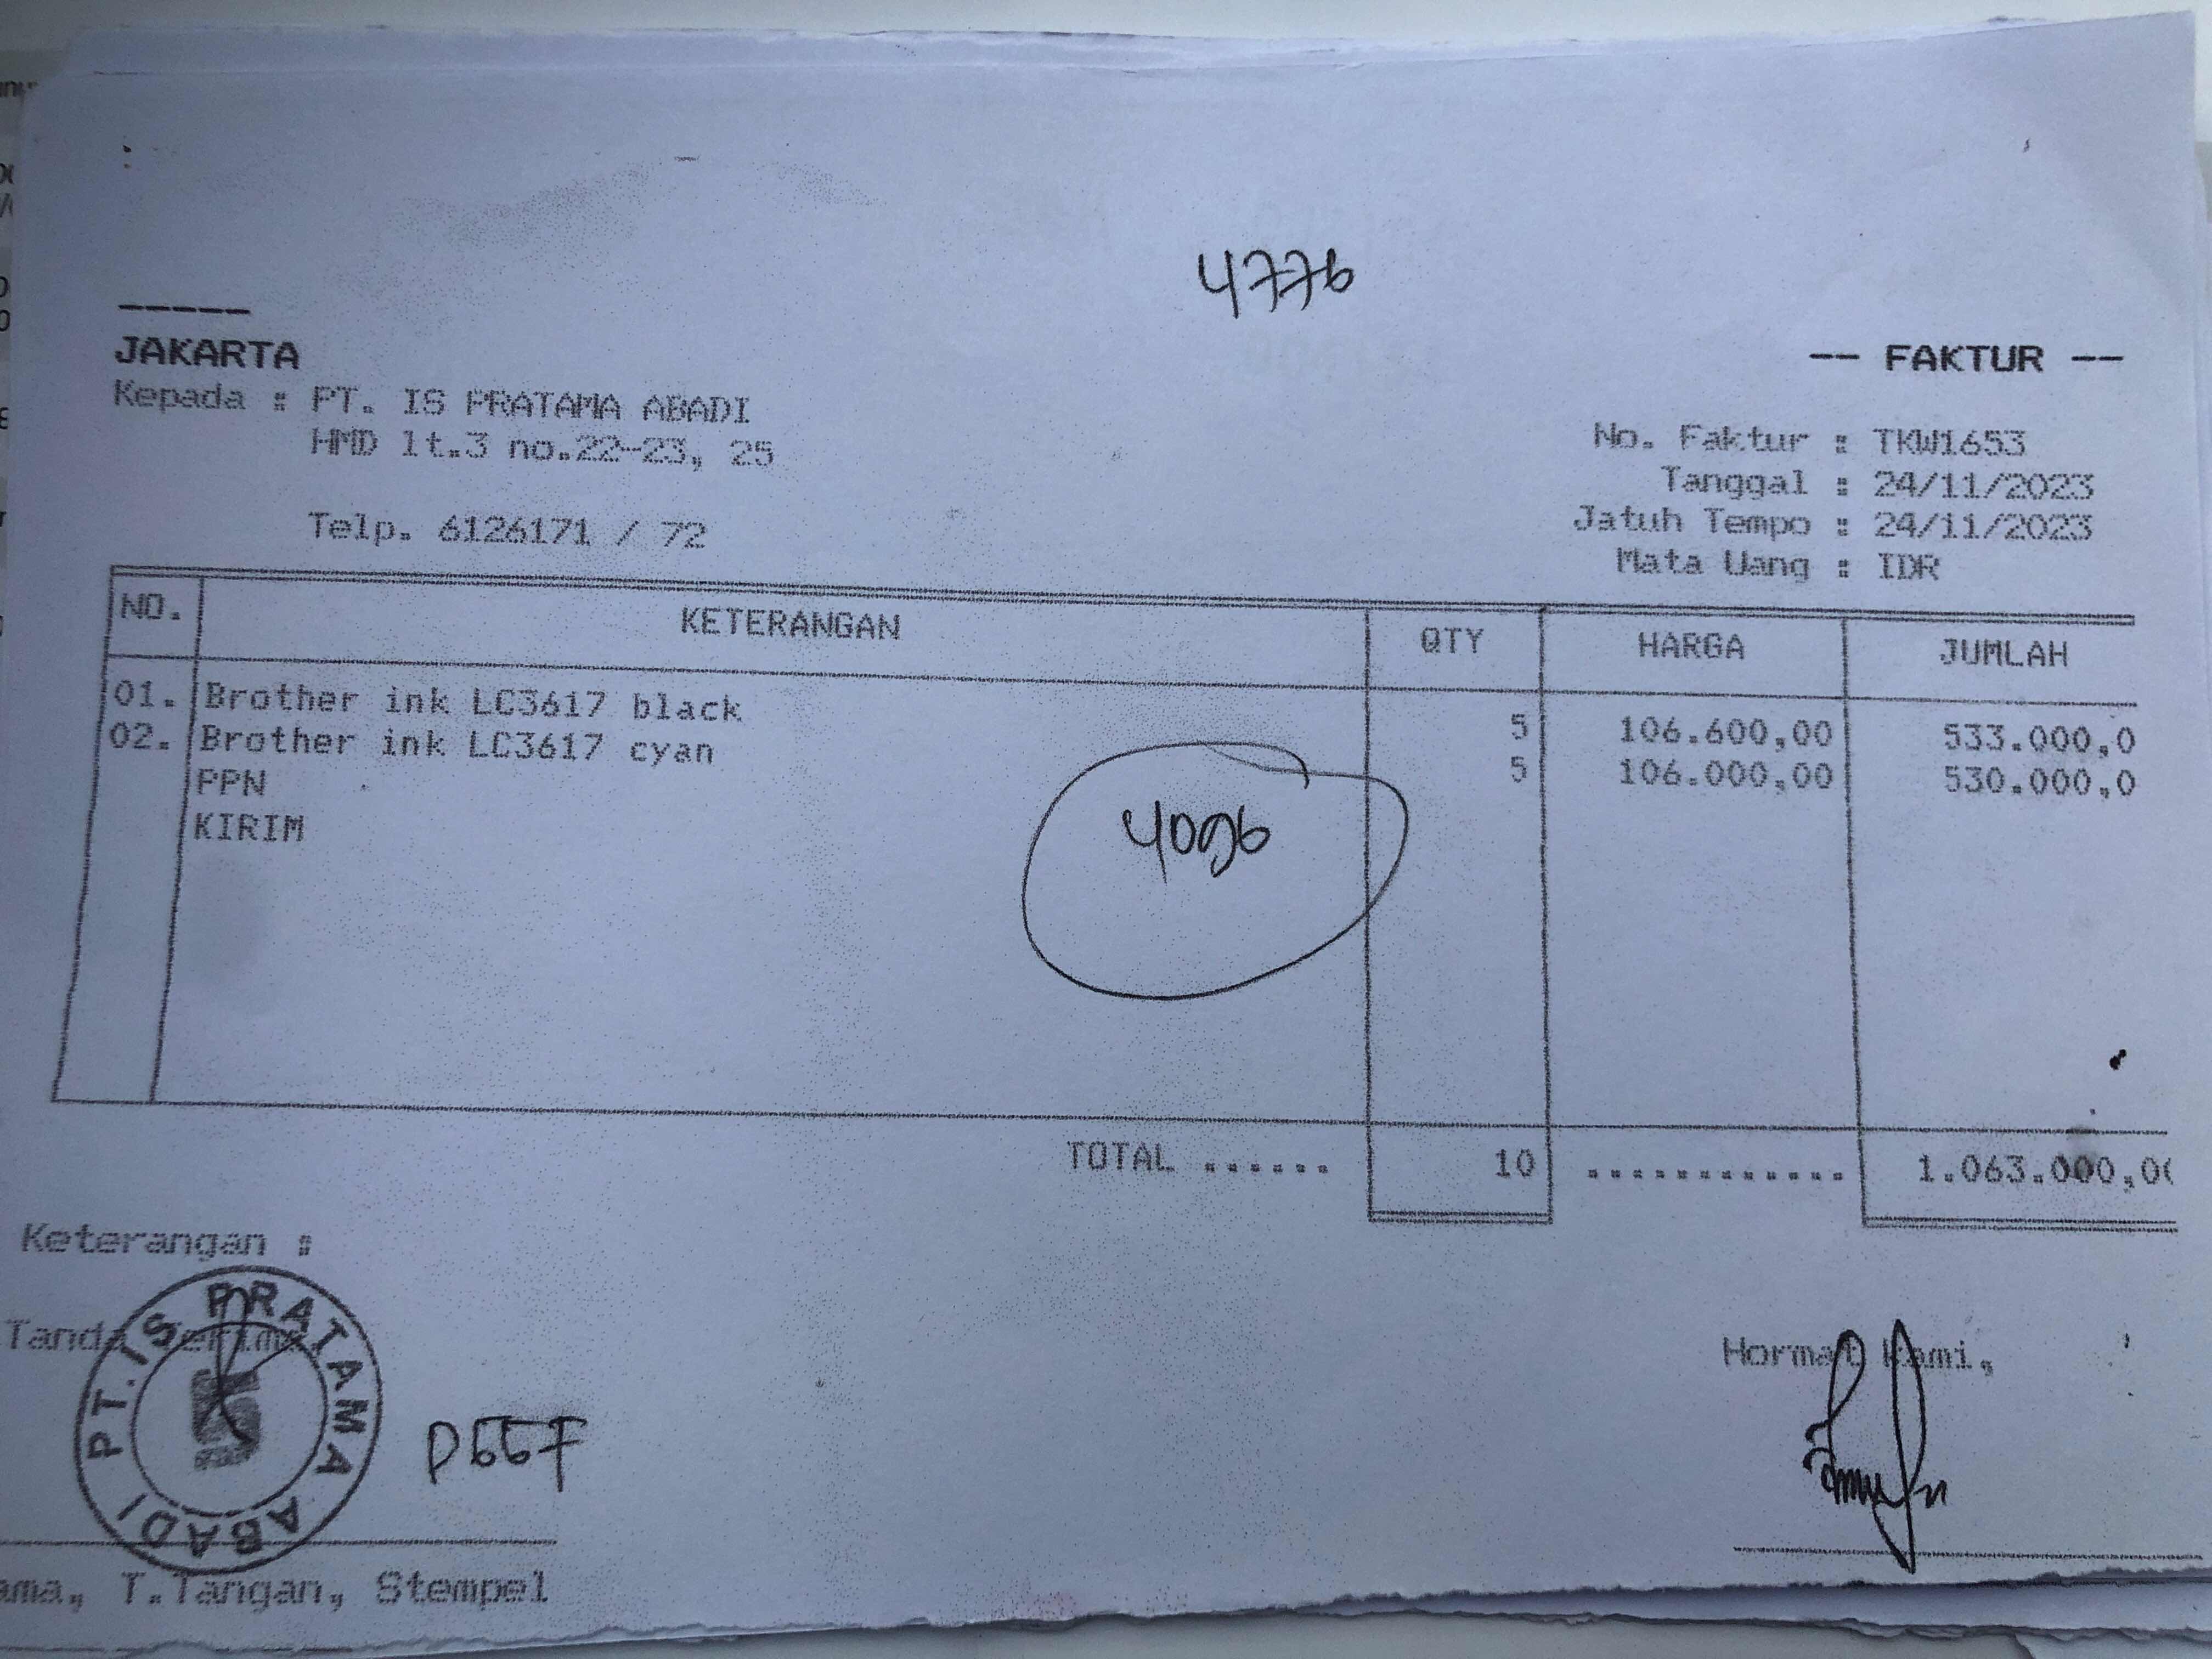 4776
-----
JAKARTA
-- FAKTUR --
Kepada : PT. IS PRATAMA ABADI
HMD lt.3 no.22-23, 25
Telp. 6126171 / 72
No. Faktur : TKW1653
Tanggal : 24/11/2023
Jatuh Tempo : 24/11/2023
Mata Uang : IDR
NO. KETERANGAN QTY HARGA JUMLAH
01. Brother ink LC3617 black 5 106.600,00 533.000,0
02. Brother ink LC3617 cyan 5 106.000,00 530.000,0
PPN
KIRIM
4096
TOTAL ...... 10 ............ 1.063.000,0
Keterangan :
Tanda Terima
PT. IS PRATAMA ABADI
Hormat Kami,
ama, T.Tangan, Stempel